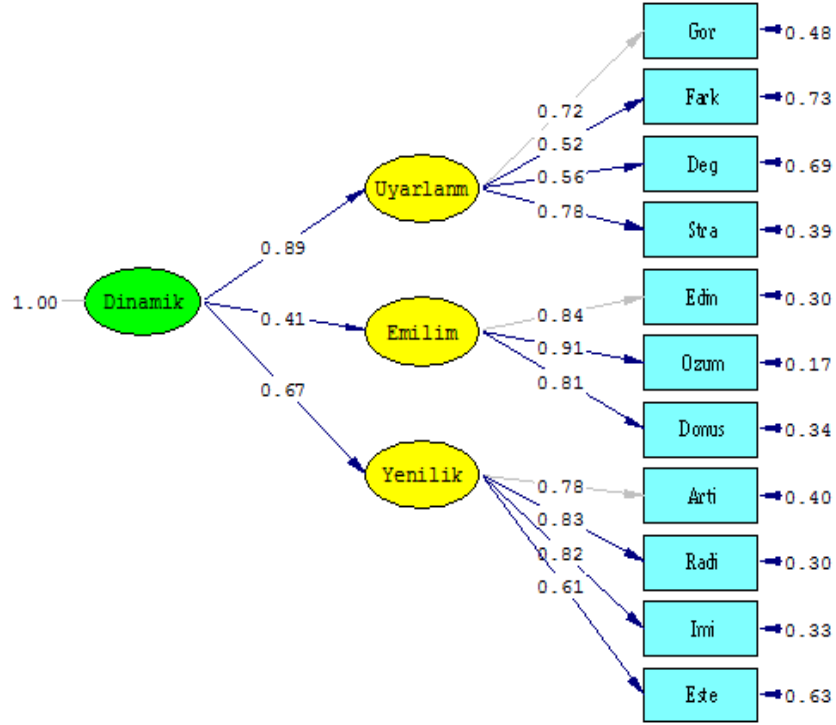 Gor
0.48
0.72
Fark
0.73
0.52
Deg
0.69
0.56
Uyarlanm
0.78
Stra
0.39
0.89
1.00
Dinamik
0.84
Edin
0.30
0.41
Emilim
0.91
Ozum
0.17
0.81
0.67
Donus
0.34
Yenilik
0.78
Arti
0.40
0.83
0.82
Radi
0.30
0.61
Imi
0.33
Este
0.63